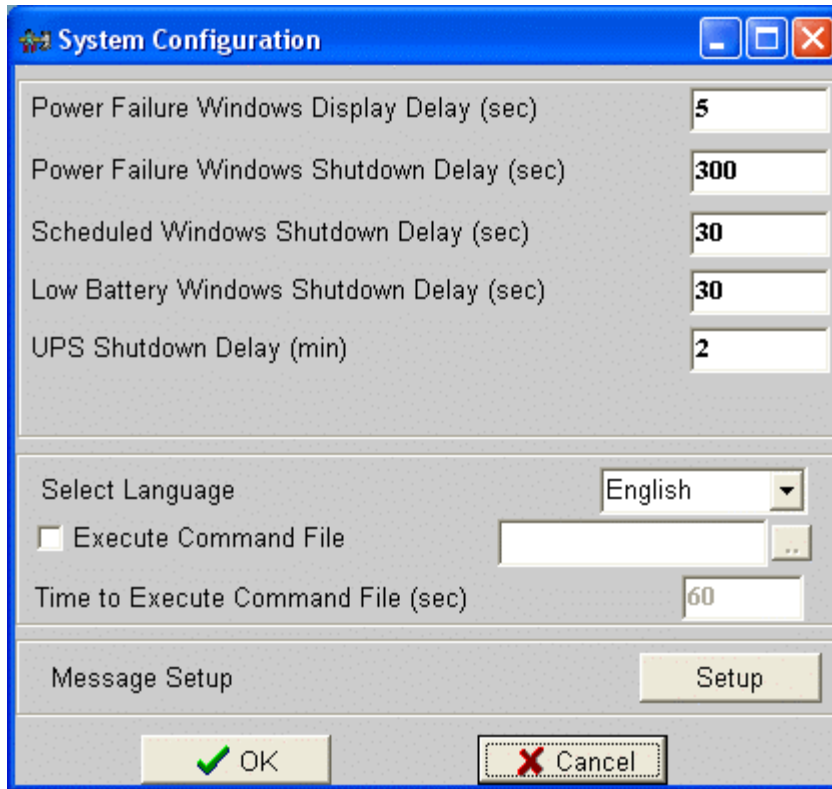 System Configuration
Power Failure Windows Display Delay (sec) 5
Power Failure Windows Shutdown Delay (sec) 300
Scheduled Windows Shutdown Delay (sec) 30
Low Battery Windows Shutdown Delay (sec) 30
UPS Shutdown Delay (min) 2
Select Language English
Execute Command File ..
Time to Execute Command File (sec) 60
Message Setup Setup
OK Cancel